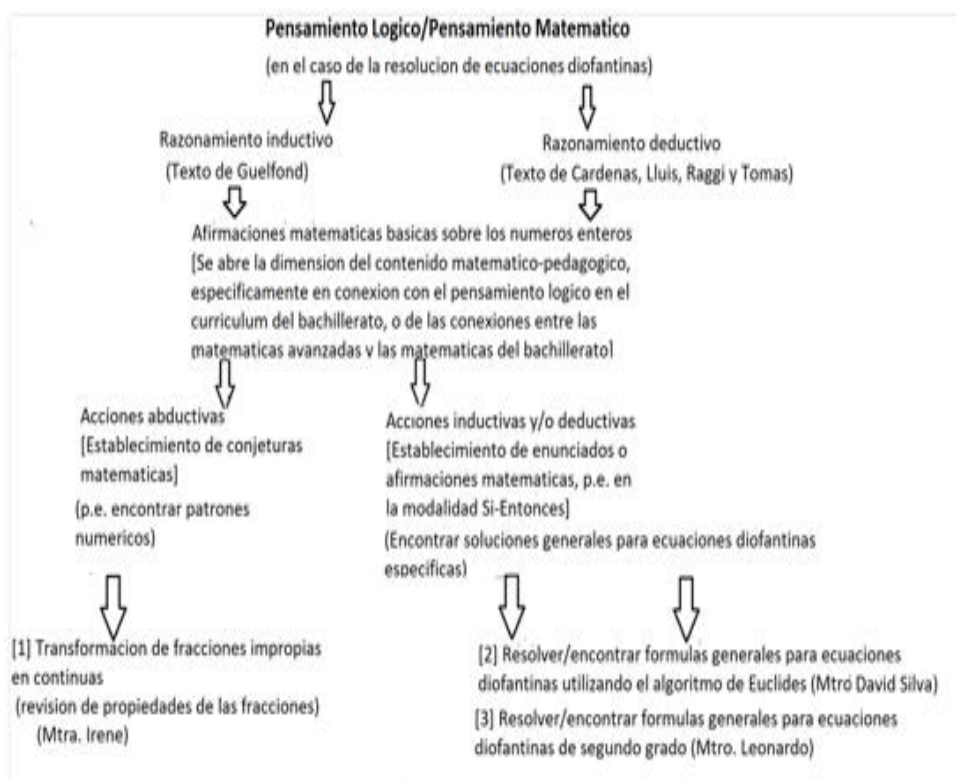 Pensamiento Logico/Pensamiento Matematico
(en el caso de la resolucion de ecuaciones diofantinas)
Razonamiento inductivo
(Texto de Guelfond)
Razonamiento deductivo
(Texto de Cardenas, Lluis, Raggi y Tomas)
Afirmaciones matematicas basicas sobre los numeros enteros
[Se abre la dimension del contenido matematico-pedagogico,
especificamente en conexion con el pensamiento logico en el
curriculum del bachillerato, o de las conexiones entre las
matematicas avanzadas y las matematicas del bachillerato]
Acciones abductivas
[Establecimiento de conjeturas
matematicas]
(p.e. encontrar patrones
numericos)
Acciones inductivas y/o deductivas
[Establecimiento de enunciados o
afirmaciones matematicas, p.e. en
la modalidad Si-Entonces]
(Encontrar soluciones generales para ecuaciones diofantinas
especificas)
[1] Transformacion de fracciones impropias
en continuas
(revision de propiedades de las fracciones)
(Mtra. Irene)
[2] Resolver/encontrar formulas generales para ecuaciones
diofantinas utilizando el algoritmo de Euclides (Mtro David Silva)
[3] Resolver/encontrar formulas generales para ecuaciones
diofantinas de segundo grado (Mtro. Leonardo)